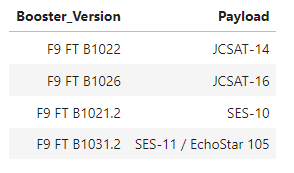 Booster_Version Payload
F9 FT B1022 JCSAT-14
F9 FT B1026 JCSAT-16
F9 FT B1021.2 SES-10
F9 FT B1031.2 SES-11 / EchoStar 105